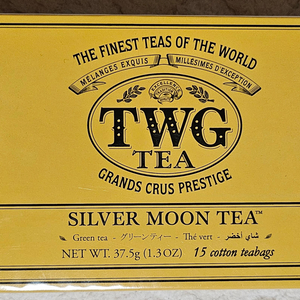 THE FINEST TEAS OF THE WORLD
MÉLANGES EXQUIS MILLÉSIMES D'EXCEPTION
TWG
TEA
GRANDS CRUS PRESTIGE
SILVER MOON TEA™
Green tea - グリーンティー - Thé vert - شاي أخضر
NET WT. 37.5g (1.3OZ) 15 cotton teabags